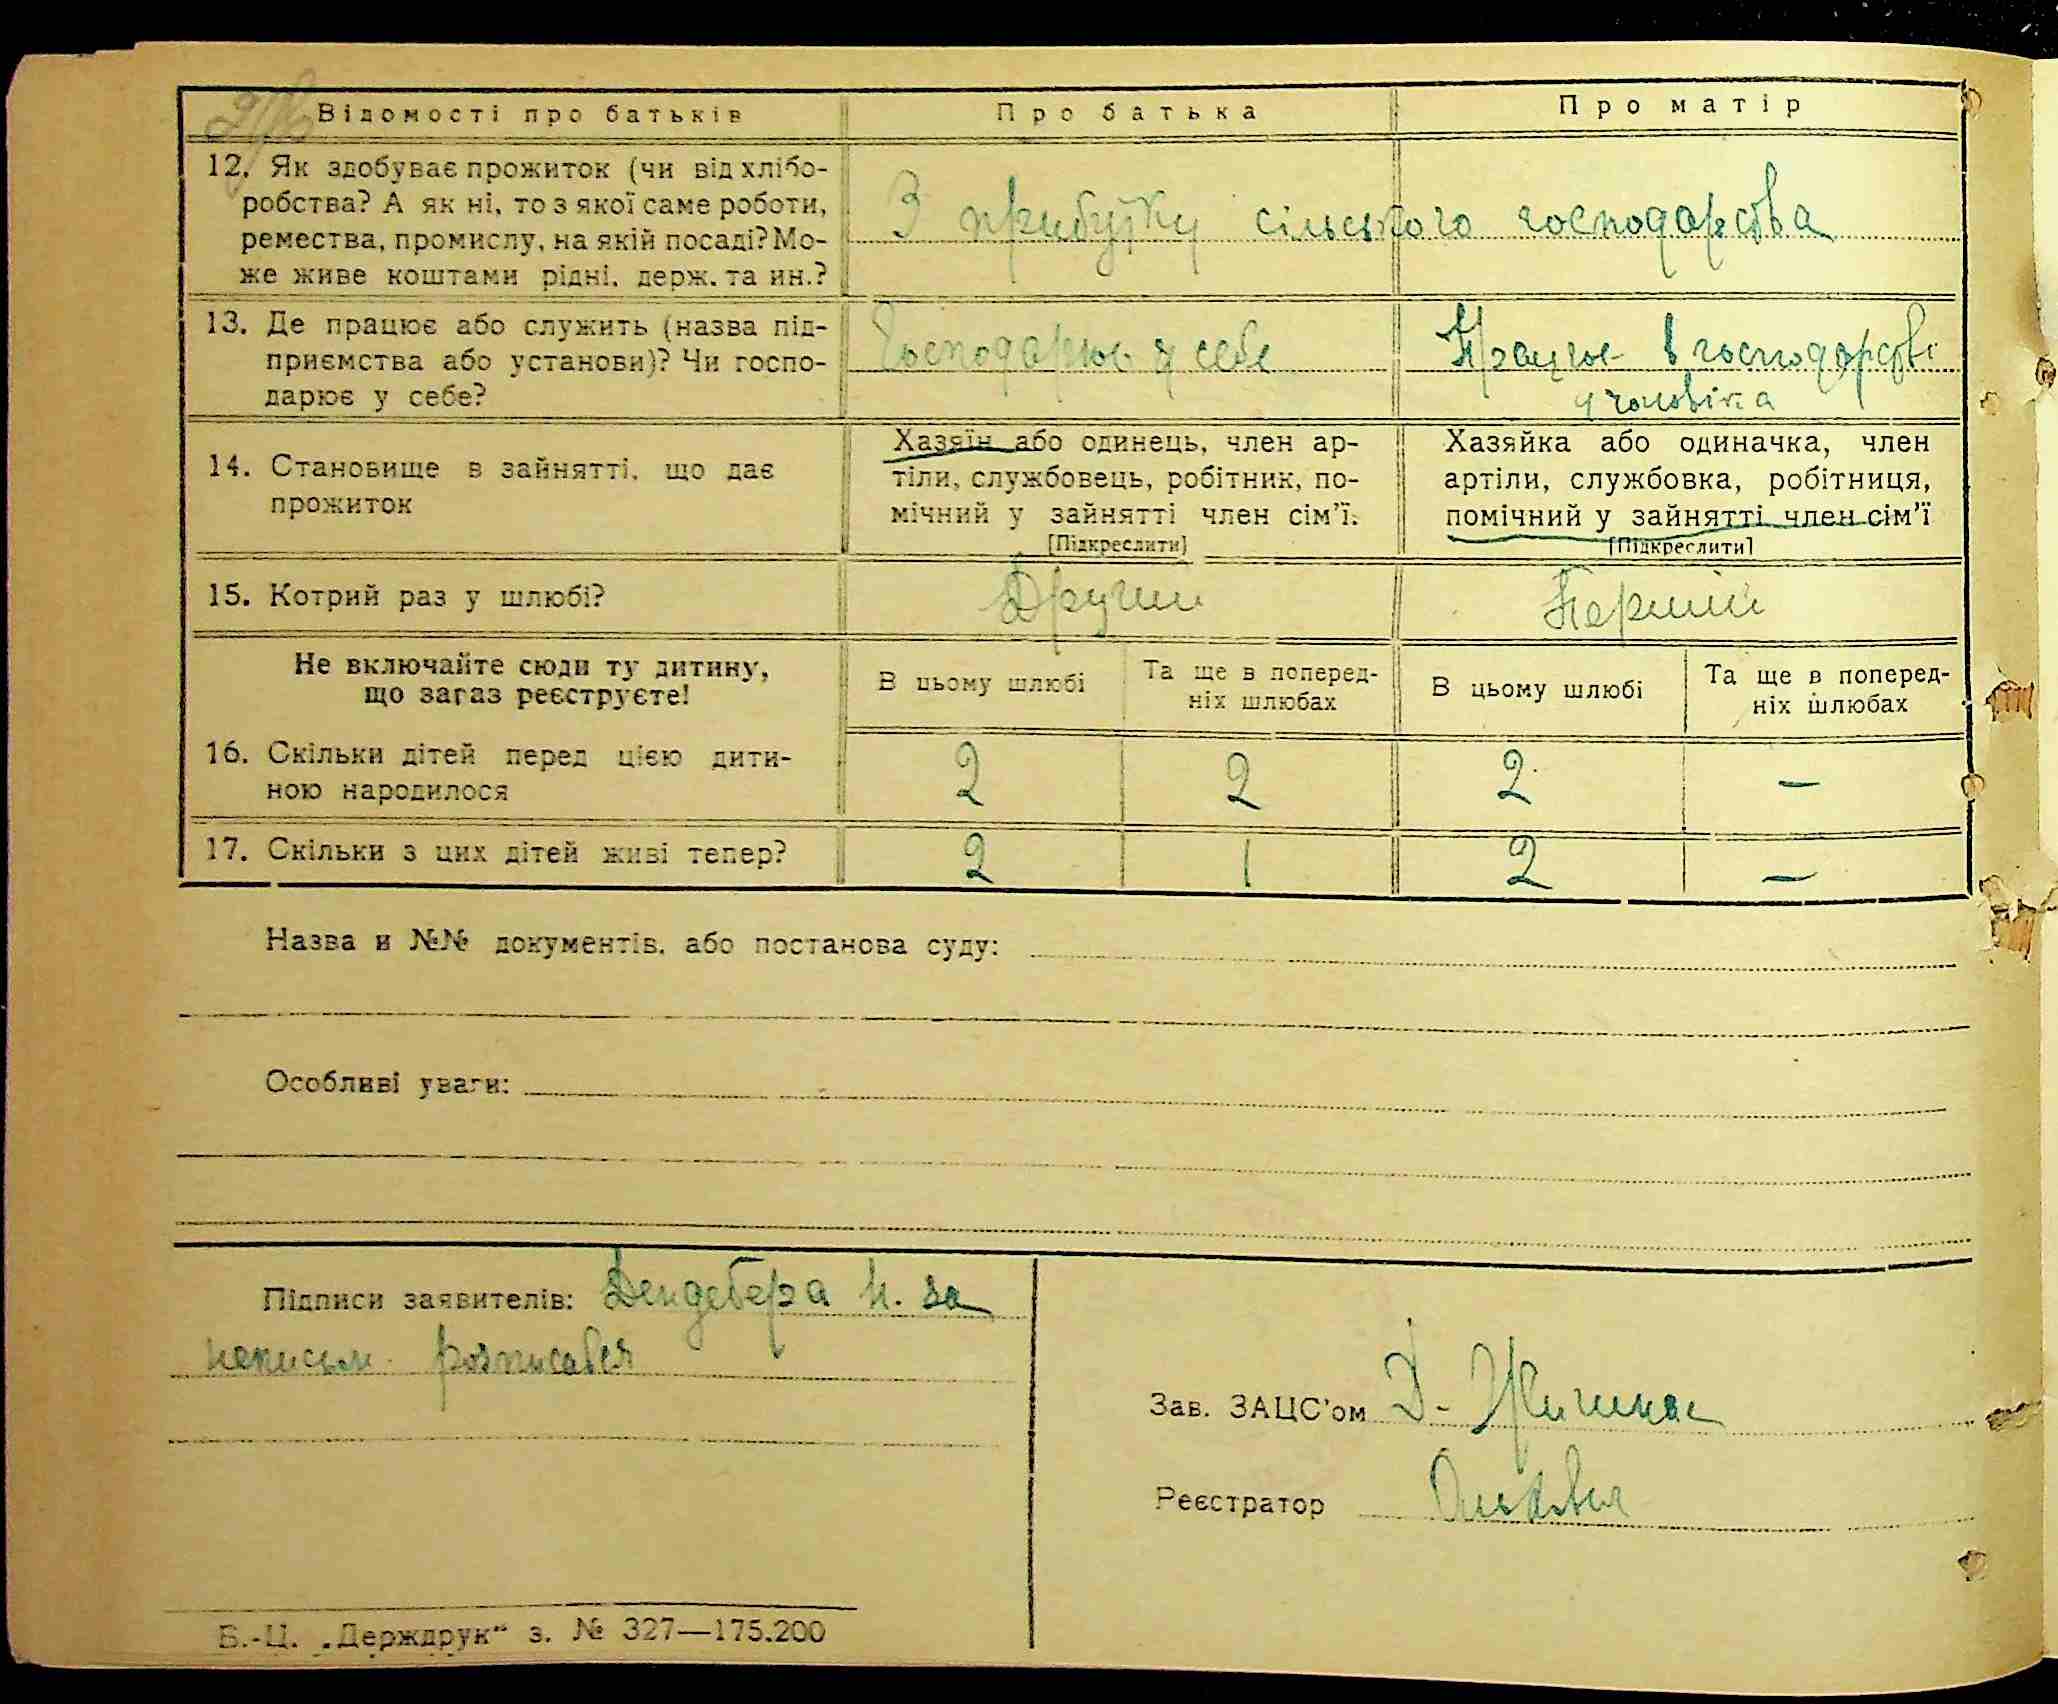 Відомості про батьків
Про батька
Про матір
12. Як здобуває прожиток (чи від хлібо-
робства? А як ні, то з якої саме роботи,
ремества, промислу, на якій посаді? Мо-
же живе коштами рідні, держ. та ин.?
З прибутку сільського господарства
13. Де працює або служить (назва під-
приємства або установи)? Чи госпо-
дарює у себе?
Господарює у себе
Працює в господарстві
у чоловіка
14. Становище в зайнятті, що дає
прожиток
Хазяїн або одинець, член ар-
тіли, службовець, робітник, по-
мічний у зайнятті член сім'ї.
[Підкреслити]
Хазяйка або одиначка, член
артіли, службовка, робітниця,
помічний у зайнятті член сім'ї
[Підкреслити]
15. Котрий раз у шлюбі?
Другий
Перший
Не включайте сюди ту дитину,
що загаз реєструєте!
В цьому шлюбі
Та ще в поперед-
ніх шлюбах
В цьому шлюбі
Та ще в поперед-
ніх шлюбах
16. Скільки дітей перед цією дити-
ною народилося
2
2
2
—
17. Скільки з цих дітей живі тепер?
2
1
2
—
Назва и №№ документів, або постанова суду:
Особливі уваги:
Підписи заявителів: Дендебера Н. за
неписьм. розписався
Зав. ЗАЦС'ом Д.
Реєстратор
Б.-Ц. „Держдрук" з. № 327—175.200